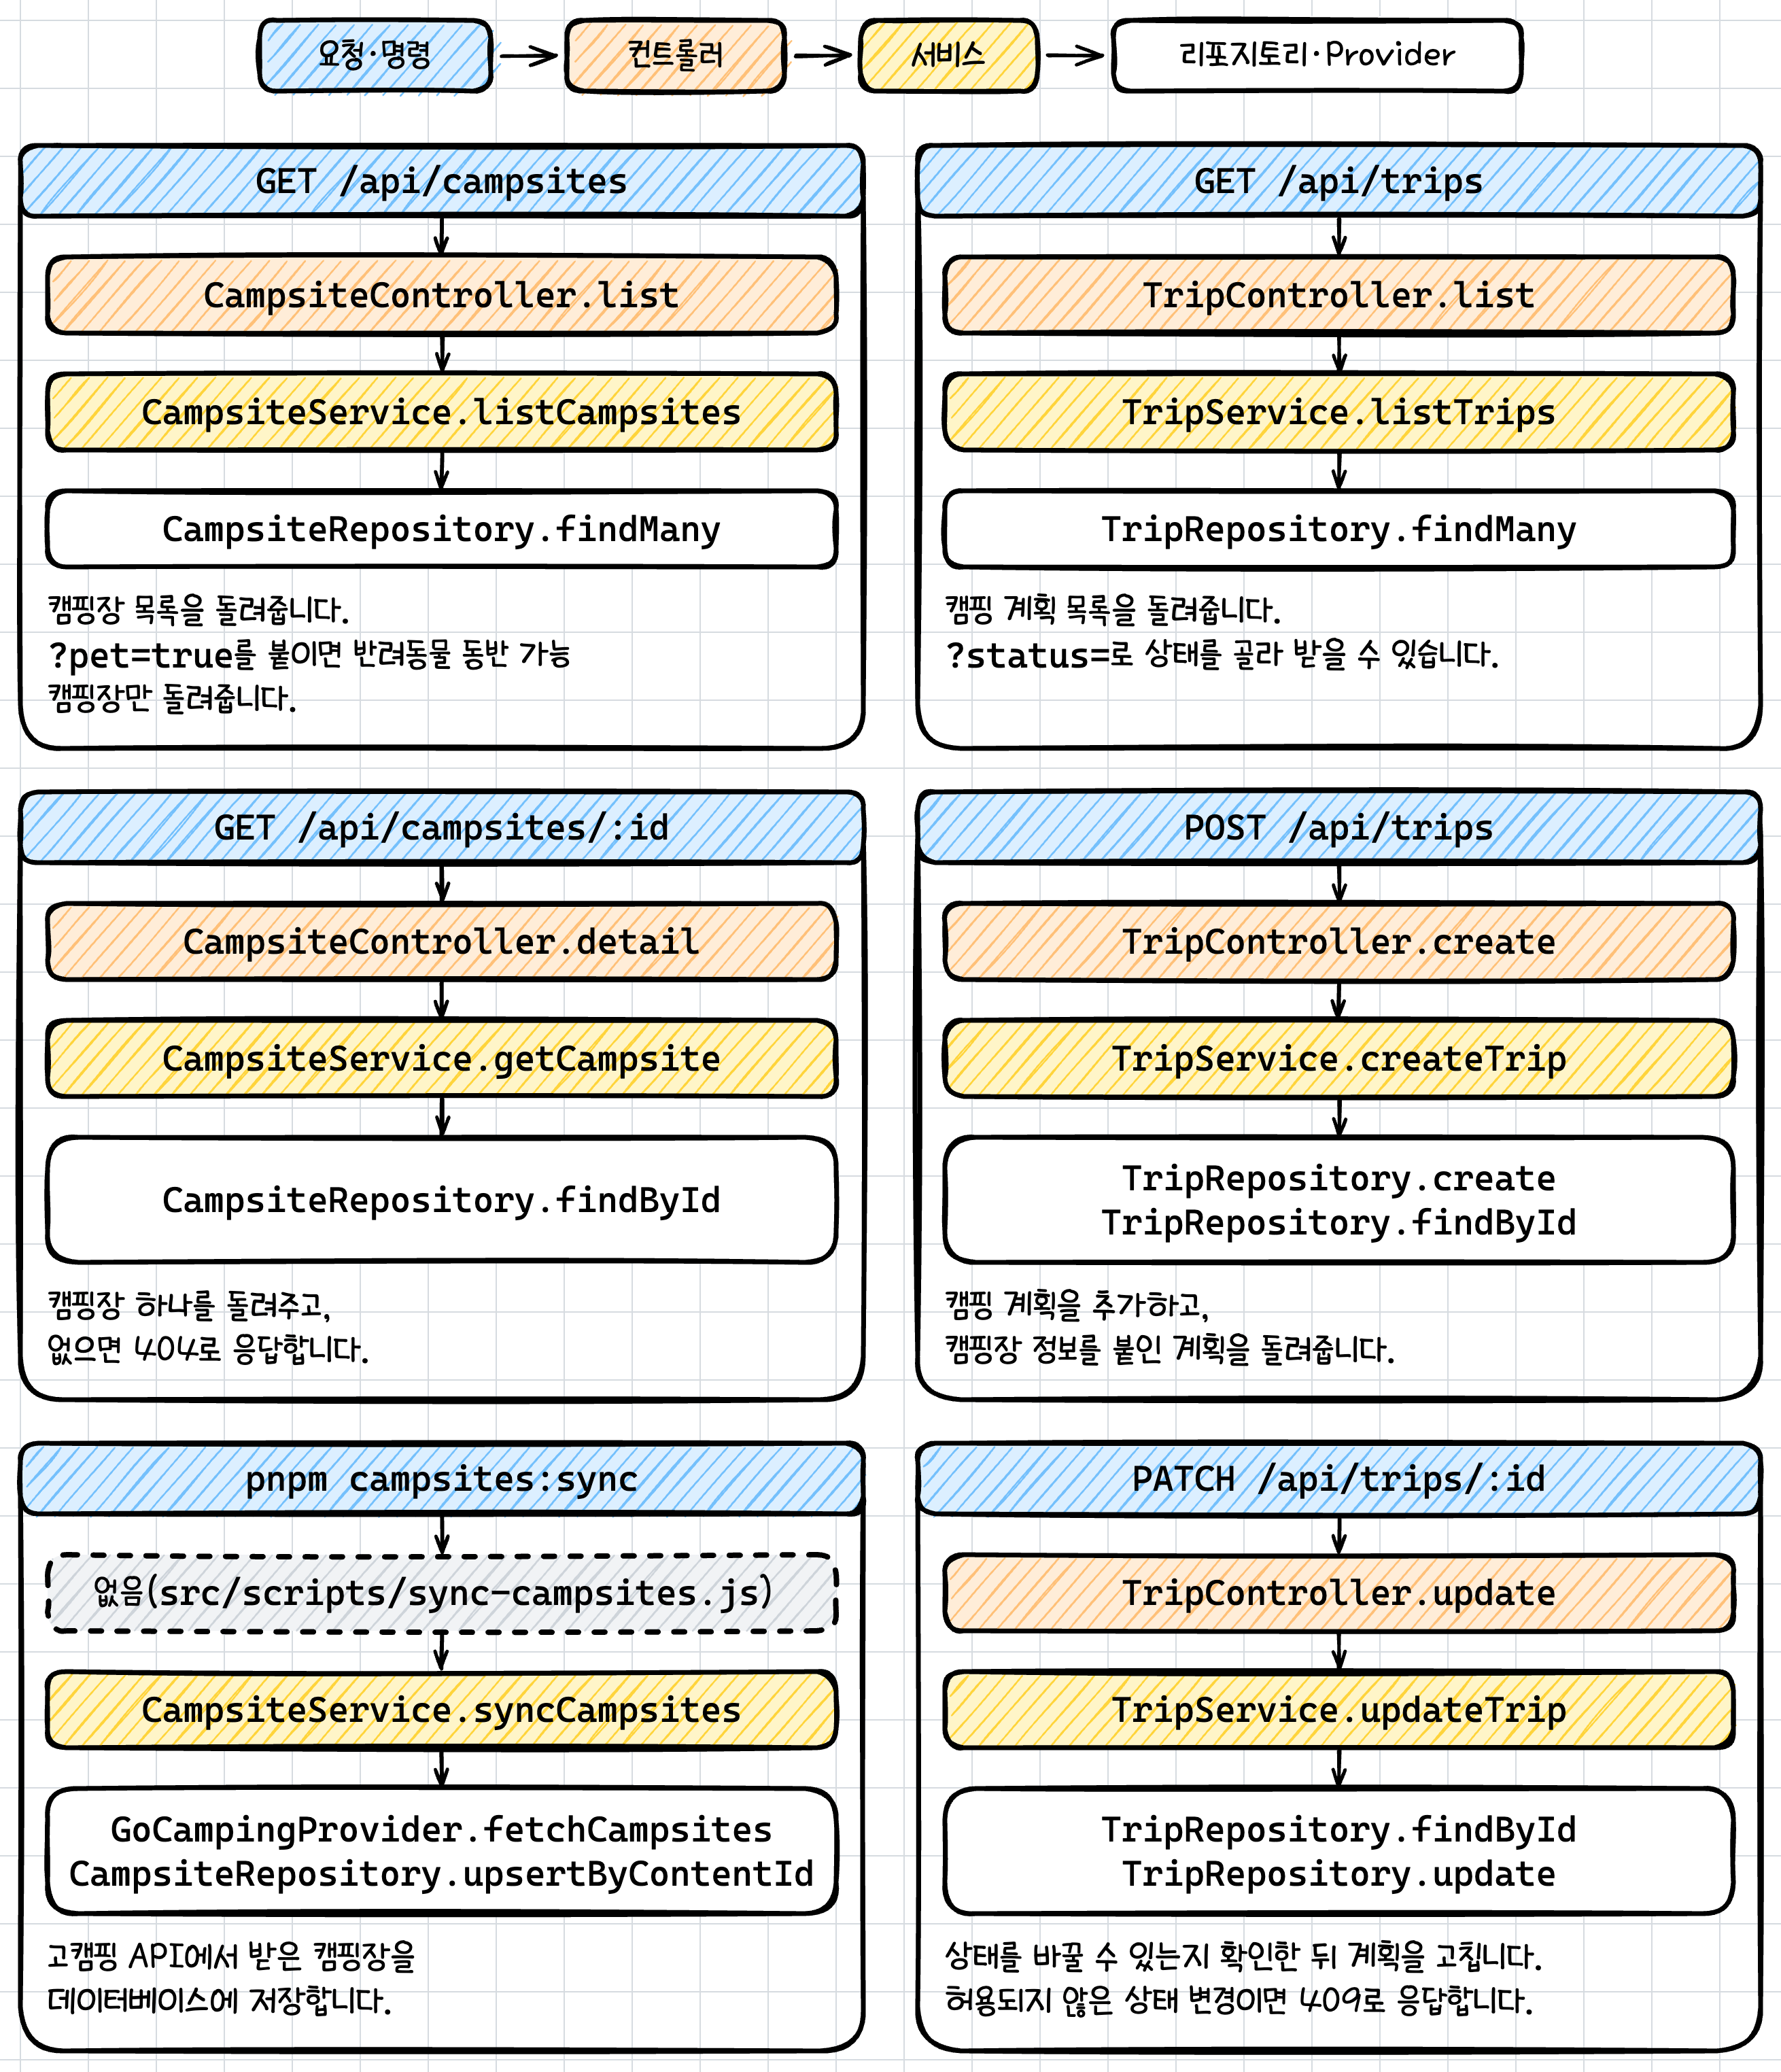 요청·명령
컨트롤러
서비스
리포지토리·Provider
GET /api/campsites
CampsiteController.list
CampsiteService.listCampsites
CampsiteRepository.findMany
캠핑장 목록을 돌려줍니다.
?pet=true를 붙이면 반려동물 동반 가능
캠핑장만 돌려줍니다.
GET /api/trips
TripController.list
TripService.listTrips
TripRepository.findMany
캠핑 계획 목록을 돌려줍니다.
?status=로 상태를 골라 받을 수 있습니다.
GET /api/campsites/:id
CampsiteController.detail
CampsiteService.getCampsite
CampsiteRepository.findById
캠핑장 하나를 돌려주고,
없으면 404로 응답합니다.
POST /api/trips
TripController.create
TripService.createTrip
TripRepository.create
TripRepository.findById
캠핑 계획을 추가하고,
캠핑장 정보를 붙인 계획을 돌려줍니다.
pnpm campsites:sync
없음(src/scripts/sync-campsites.js)
CampsiteService.syncCampsites
GoCampingProvider.fetchCampsites
CampsiteRepository.upsertByContentId
고캠핑 API에서 받은 캠핑장을
데이터베이스에 저장합니다.
PATCH /api/trips/:id
TripController.update
TripService.updateTrip
TripRepository.findById
TripRepository.update
상태를 바꿀 수 있는지 확인한 뒤 계획을 고칩니다.
허용되지 않은 상태 변경이면 409로 응답합니다.